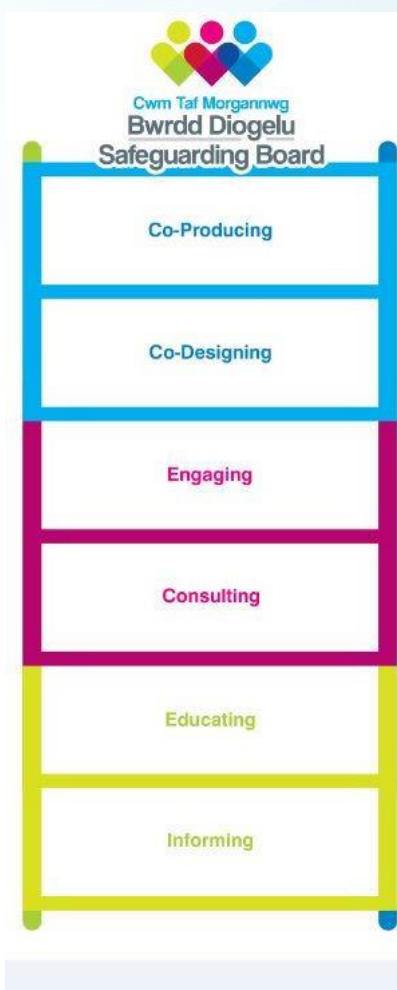 Cwm Taf Morgannwg
Bwrdd Diogelu
Safeguarding Board
Co-Producing
Co-Designing
Engaging
Consulting
Educating
Informing